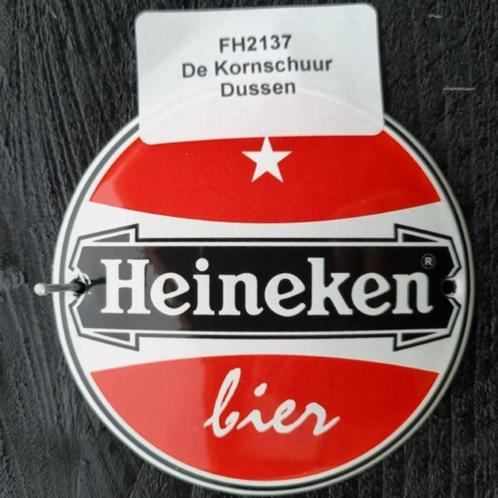 FH2137
De Kornschuur
Dussen
Heineken®
bier